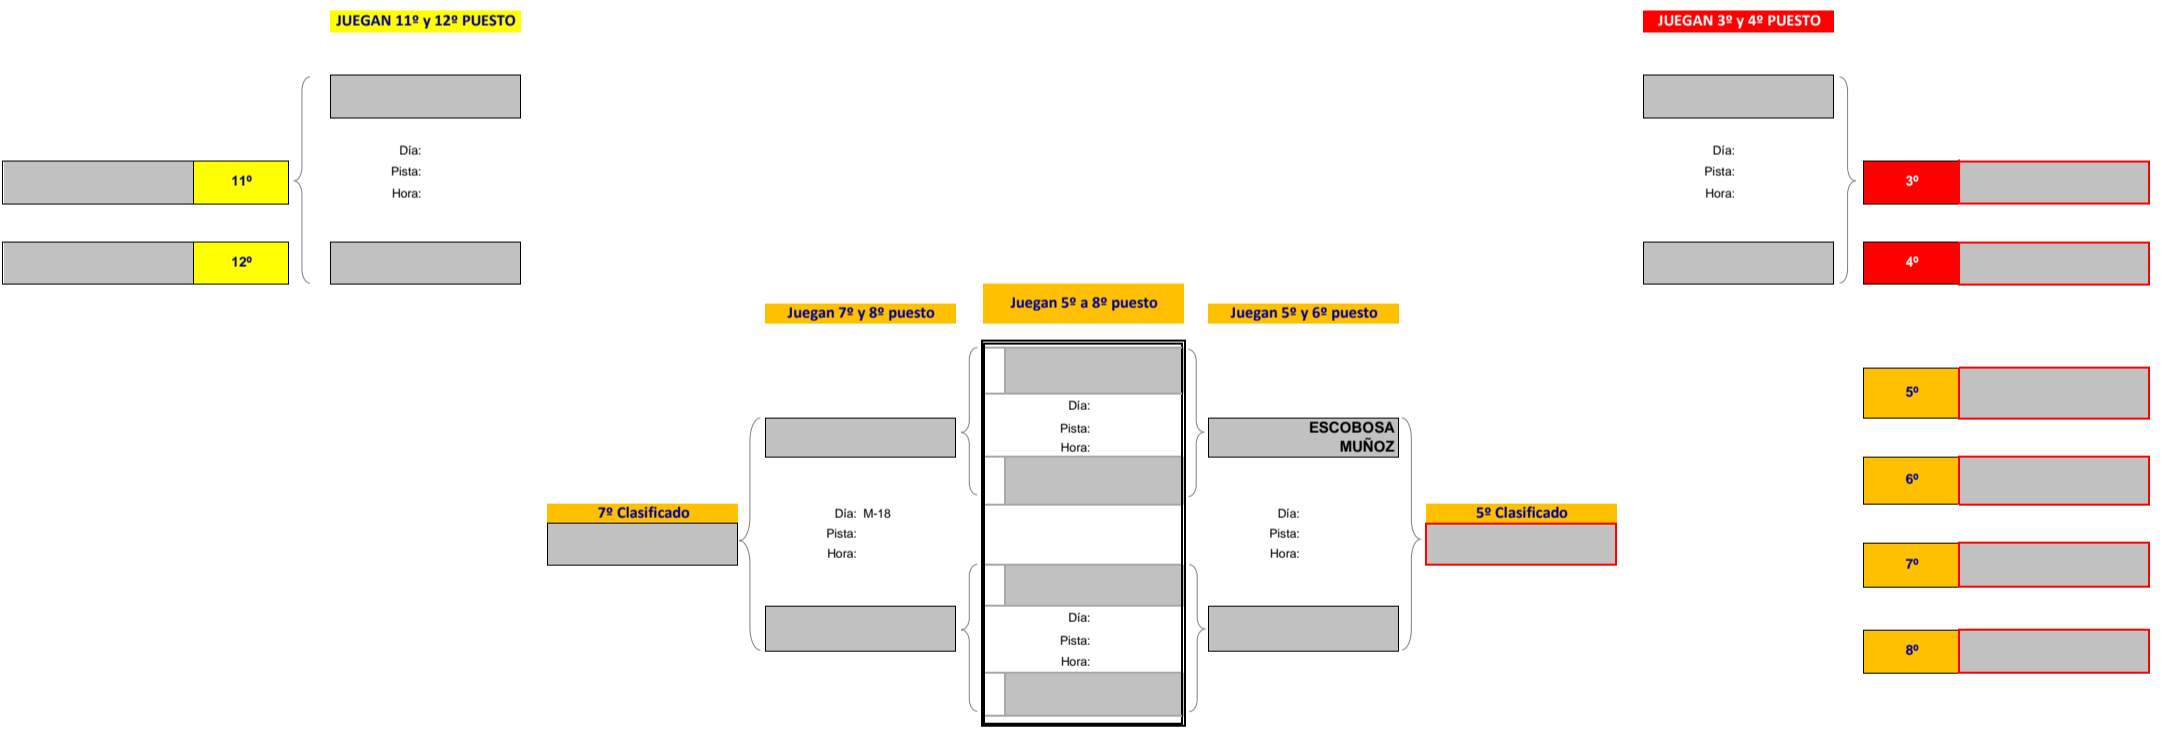 JUEGAN 11º y 12º PUESTO
JUEGAN 3º y 4º PUESTO
Día:
Pista:
Hora:
11º
12º
Día:
Pista:
Hora:
3º
4º
Juegan 7º y 8º puesto
Juegan 5º a 8º puesto
Juegan 5º y 6º puesto
Día:
Pista:
Hora:
ESCOBOSA
MUÑOZ
5º
6º
7º Clasificado
Día: M-18
Pista:
Hora:
Día:
Pista:
Hora:
5º Clasificado
7º
Día:
Pista:
Hora:
8º